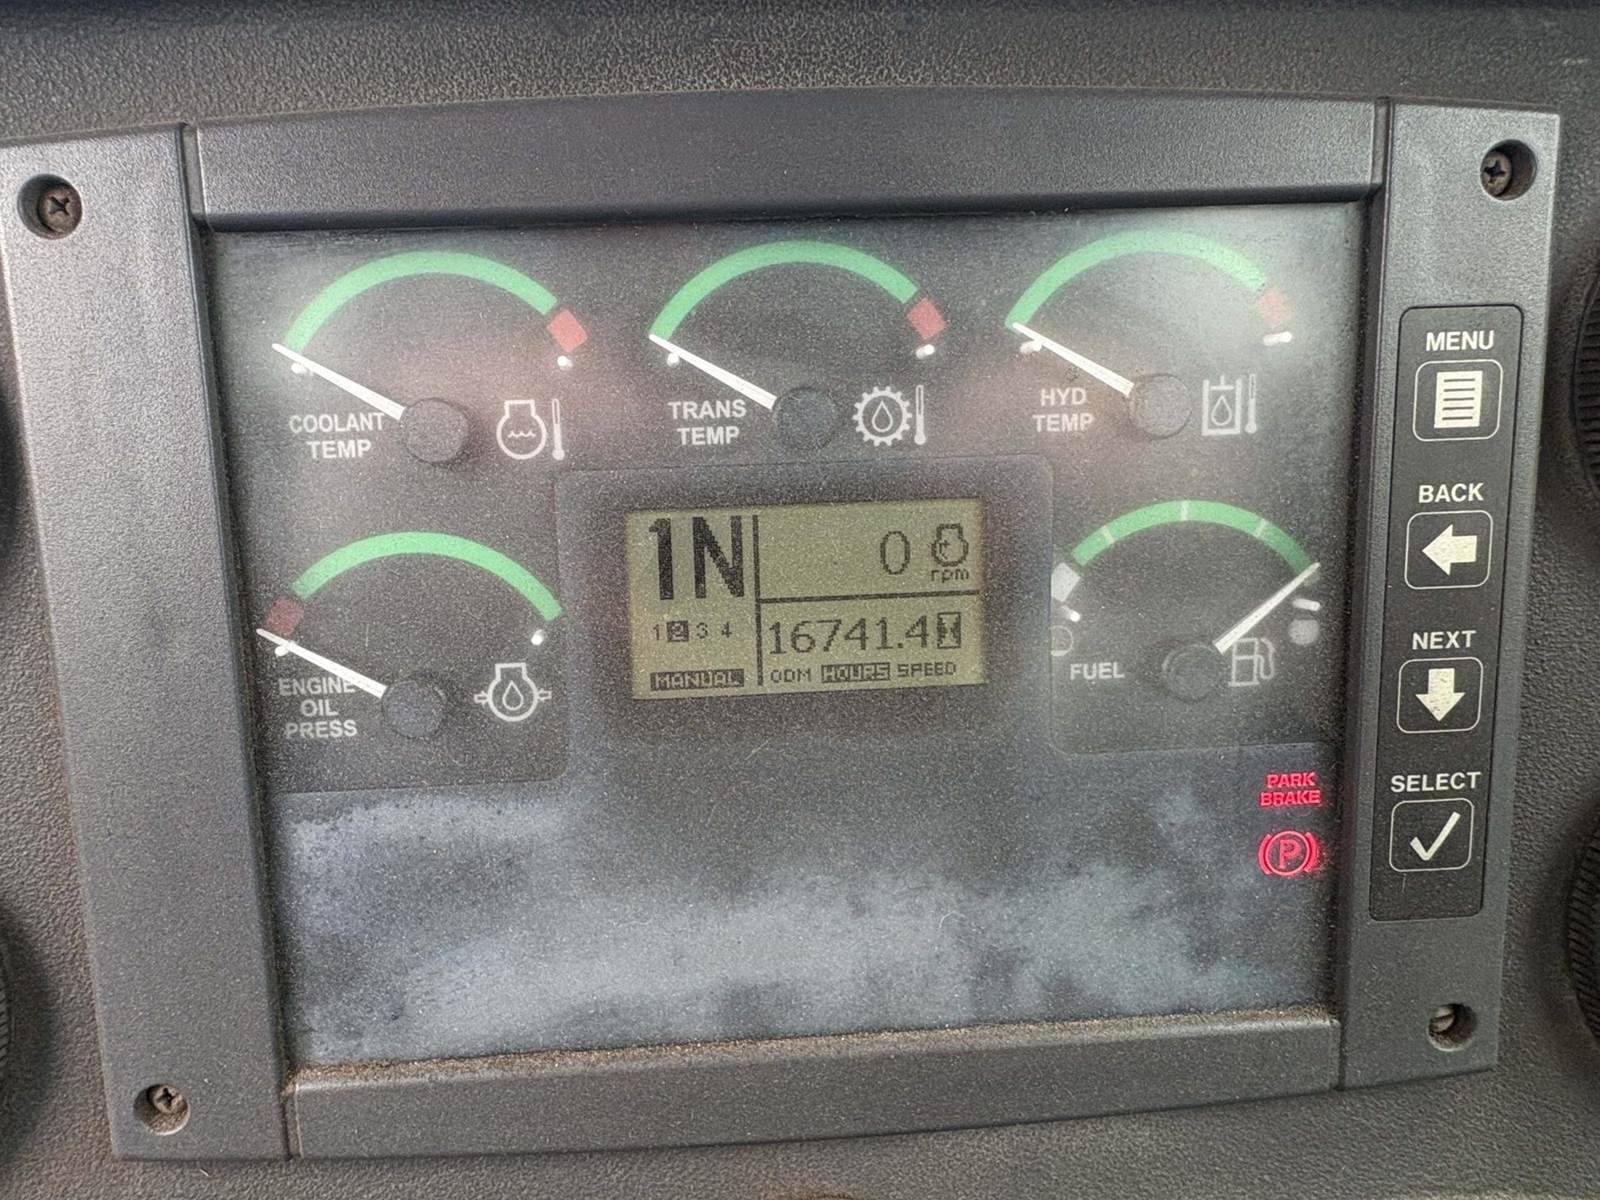 COOLANT
TEMP
TRANS
TEMP
HYD
TEMP
MENU
BACK
NEXT
SELECT
1N
0
rpm
1 2 3 4
16741.4
MANUAL
ODM HOURS SPEED
ENGINE
OIL
PRESS
FUEL
PARK
BRAKE
P